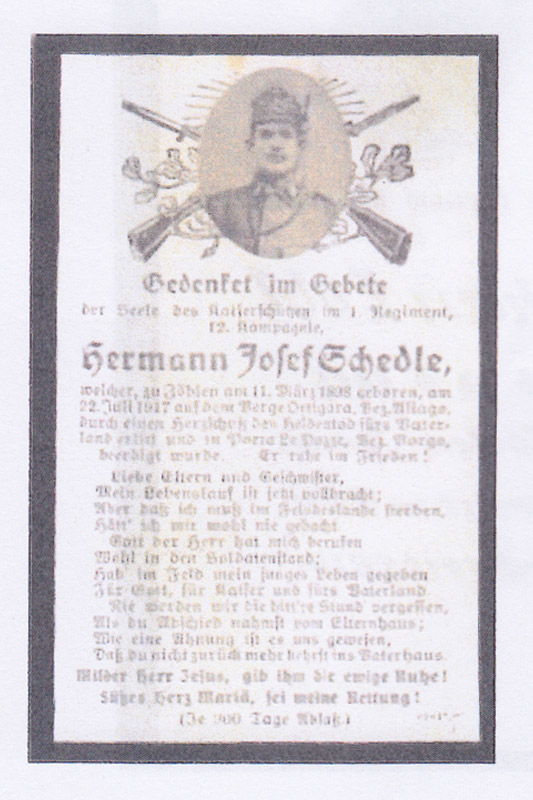 Gedenket im Gebete
der Seele des Kaiserschützen im 1. Regiment,
12. Kompagnie,
Hermann Josef Schedle,
welcher, zu Zöblen am 11. März 1898 geboren, am
22. Juli 1917 auf dem Berge Ortigara, Bez. Asiago,
durch einen Herzschuß den Heldentod fürs Vater-
land erlitt und in Porta Le Pozze, Bez. Borgo,
beerdigt wurde. Er ruhe im Frieden!
Liebe Eltern und Geschwister,
Mein Lebenslauf ist jetzt vollbracht;
Aber daß ich muß im Feindeslande sterben,
Hätt' ich mir wohl nie gedacht
Gott der Herr hat mich berufen
Wohl in den Soldatenstand;
Hab' im Feld mein junges Leben gegeben
Für Gott, für Kaiser und fürs Vaterland.
Nie werden wir die bitt're Stund vergessen,
Als du Abschied nahmst vom Elternhaus;
Wie eine Ahnung ist es uns gewesen,
Daß du nicht zurück mehr kehrst ins Vaterhaus.
Milder Herr Jesus, gib ihm die ewige Ruhe!
Süßes Herz Mariä, sei meine Rettung!
(Je 300 Tage Ablaß.)